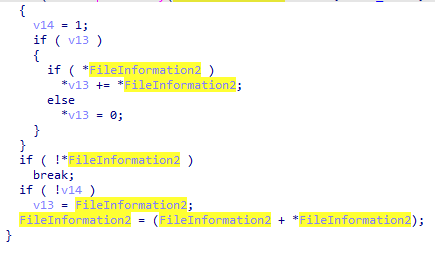 {
v14 = 1;
if ( v13 )
{
if ( *FileInformation2 )
*v13 += *FileInformation2;
else
*v13 = 0;
}
}
if ( !*FileInformation2 )
break;
if ( !v14 )
v13 = FileInformation2;
FileInformation2 = (FileInformation2 + *FileInformation2);
}